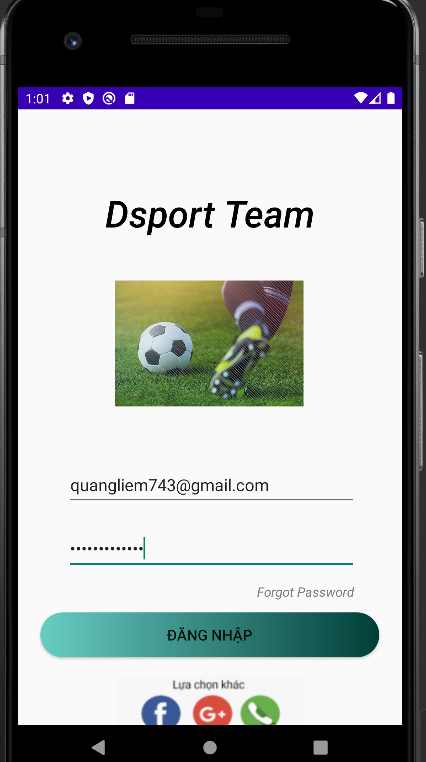 1:01
Dsport Team
quangliem743@gmail.com
•••••••••••••
Forgot Password
ĐĂNG NHẬP
Lựa chọn khác
f
G+